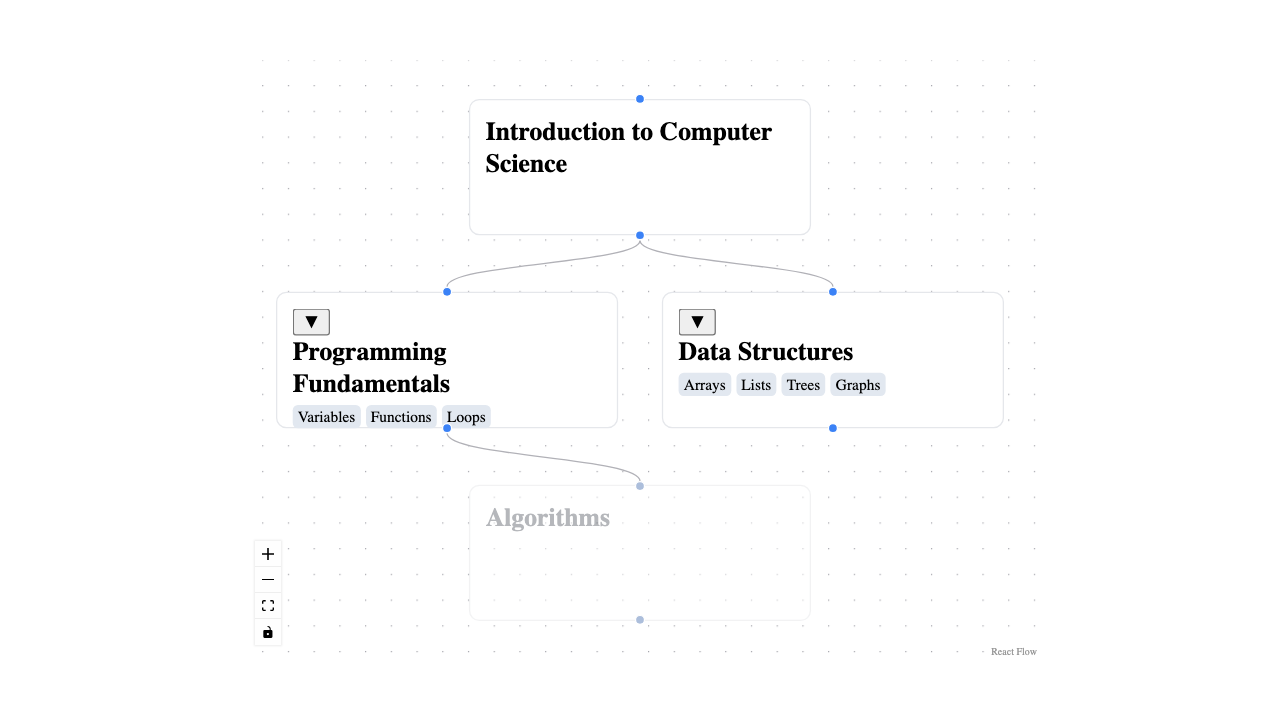 Introduction to Computer
Science
▼
Programming
Fundamentals
Variables Functions Loops
▼
Data Structures
Arrays Lists Trees Graphs
Algorithms
React Flow